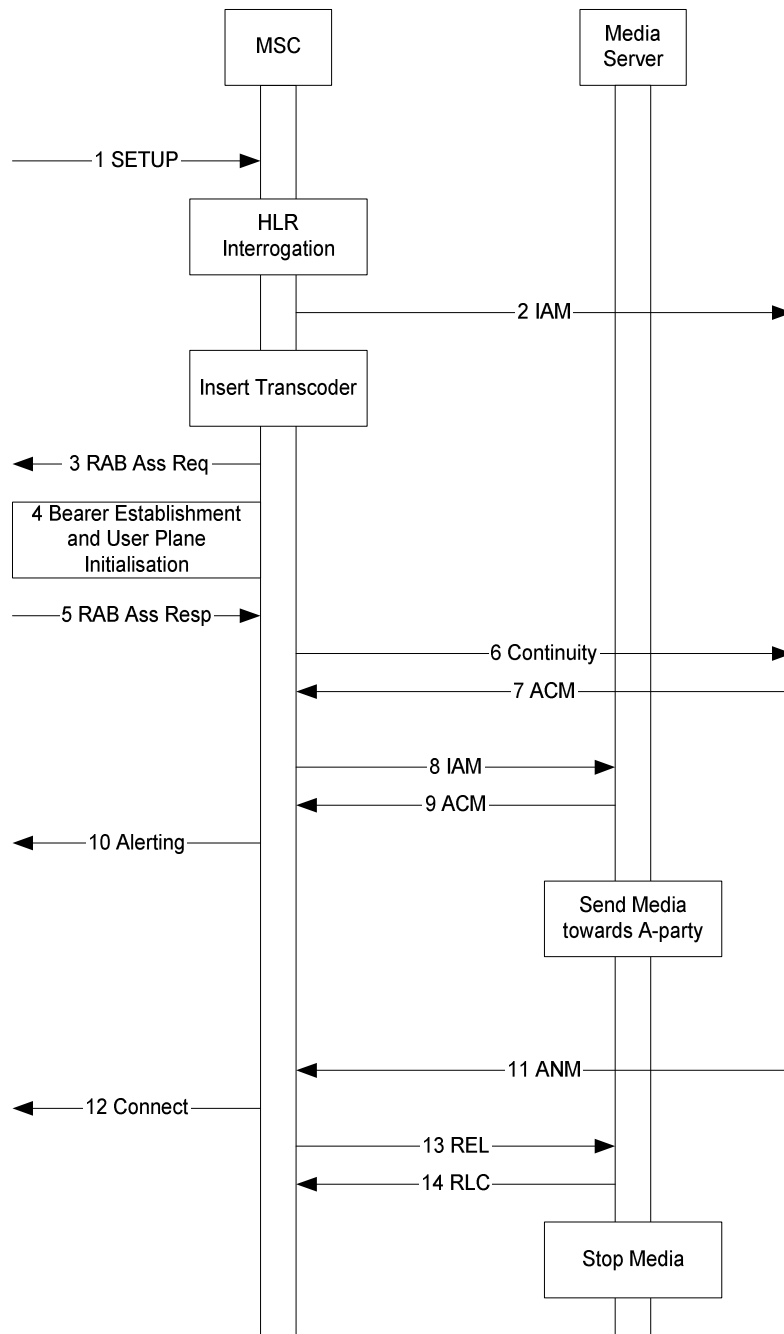 MSC
Media
Server
1 SETUP
HLR
Interrogation
2 IAM
Insert Transcoder
3 RAB Ass Req
4 Bearer Establishment
and User Plane
Initialisation
5 RAB Ass Resp
6 Continuity
7 ACM
8 IAM
9 ACM
10 Alerting
Send Media
towards A-party
11 ANM
12 Connect
13 REL
14 RLC
Stop Media